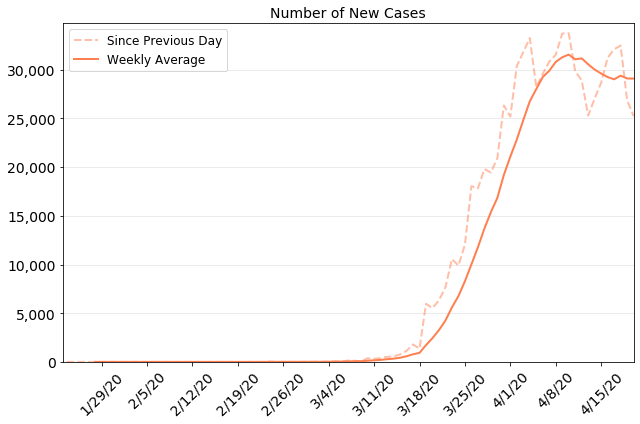 Number of New Cases
Since Previous Day
Weekly Average
30,000
25,000
20,000
15,000
10,000
5,000
0
1/29/20 2/5/20 2/12/20 2/19/20 2/26/20 3/4/20 3/11/20 3/18/20 3/25/20 4/1/20 4/8/20 4/15/20